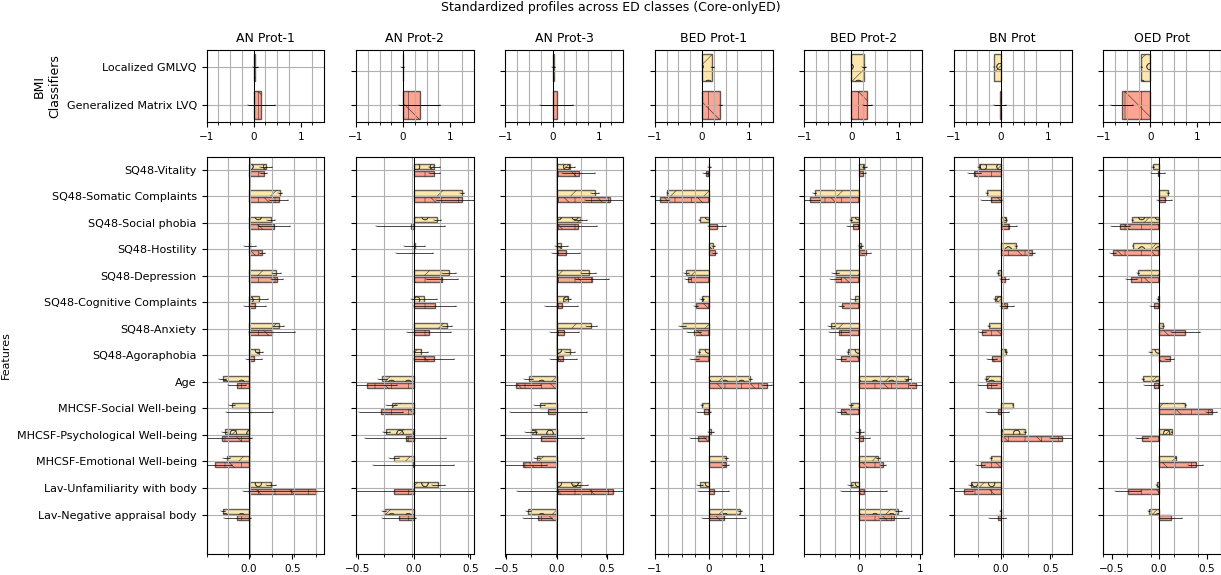 Standardized profiles across ED classes (Core-onlyED)
AN Prot-1 AN Prot-2 AN Prot-3 BED Prot-1 BED Prot-2 BN Prot OED Prot
BMI
Classifiers
Localized GMLVQ
Generalized Matrix LVQ
−1 0 1 −1 0 1 −1 0 1 −1 0 1 −1 0 1 −1 0 1 −1 0 1
Features
SQ48-Vitality
SQ48-Somatic Complaints
SQ48-Social phobia
SQ48-Hostility
SQ48-Depression
SQ48-Cognitive Complaints
SQ48-Anxiety
SQ48-Agoraphobia
Age
MHCSF-Social Well-being
MHCSF-Psychological Well-being
MHCSF-Emotional Well-being
Lav-Unfamiliarity with body
Lav-Negative appraisal body
0.0 0.5 −0.5 0.0 0.5 −0.5 0.0 0.5 −1 0 1 0 1 0.0 0.5 −0.5 0.0 0.5